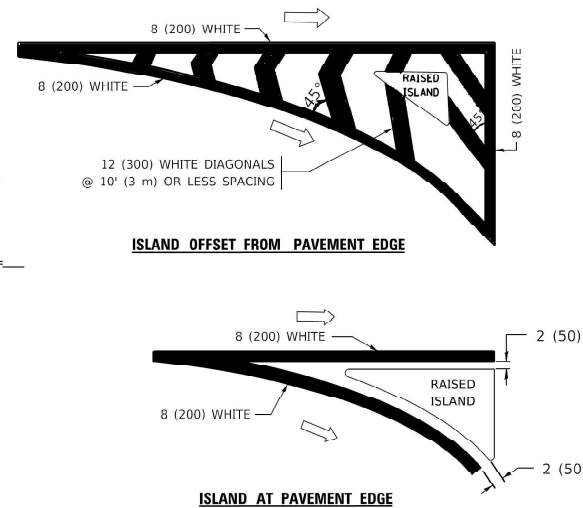 8 (200) WHITE
8 (200) WHITE
RAISED
ISLAND
45°
45°
8 (200) WHITE
12 (300) WHITE DIAGONALS
@ 10' (3 m) OR LESS SPACING
ISLAND OFFSET FROM PAVEMENT EDGE
8 (200) WHITE
2 (50)
RAISED
ISLAND
8 (200) WHITE
2 (50
ISLAND AT PAVEMENT EDGE